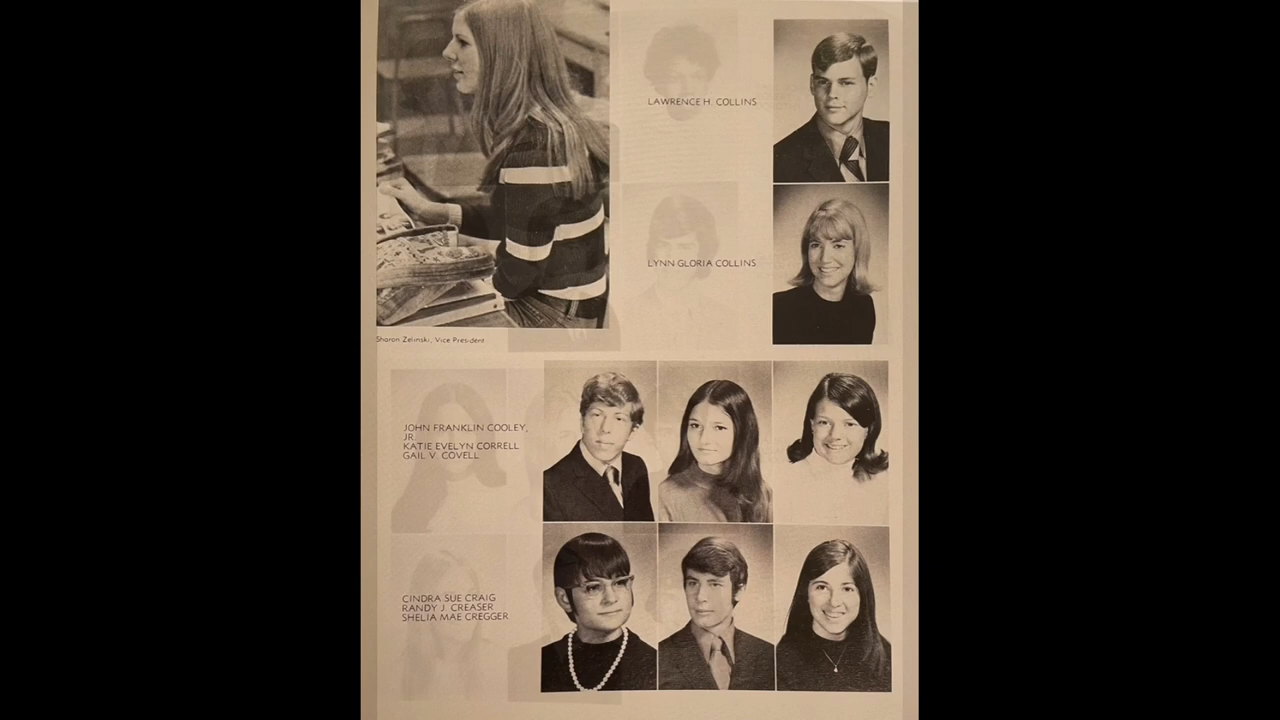 LAWRENCE H. COLLINS
LYNN GLORIA COLLINS
Sharon Zelinski, Vice President
JOHN FRANKLIN COOLEY,
JR.
KATIE EVELYN CORRELL
GAIL V. COVELL
CINDRA SUE CRAIG
RANDY J. CREASER
SHELIA MAE CREGGER